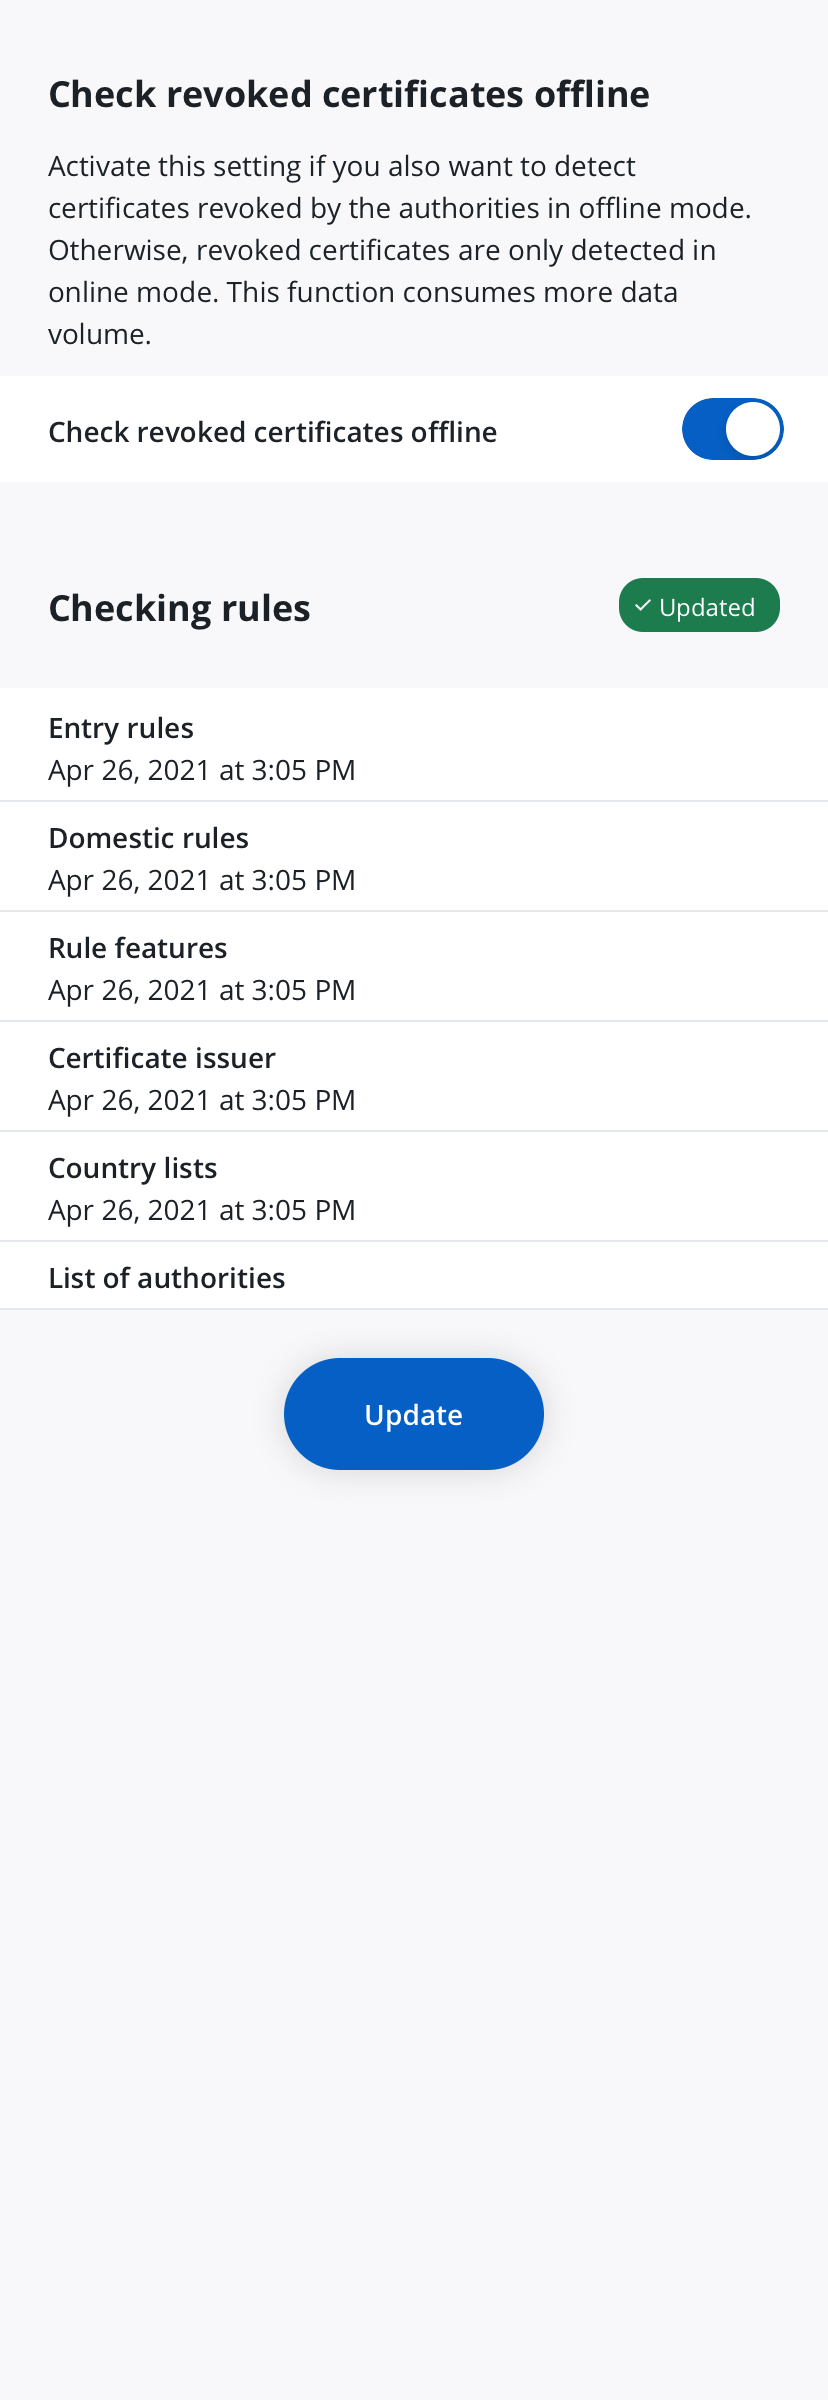 Check revoked certificates offline
Activate this setting if you also want to detect
certificates revoked by the authorities in offline mode.
Otherwise, revoked certificates are only detected in
online mode. This function consumes more data
volume.
Check revoked certificates offline
Checking rules
Updated
Entry rules
Apr 26, 2021 at 3:05 PM
Domestic rules
Apr 26, 2021 at 3:05 PM
Rule features
Apr 26, 2021 at 3:05 PM
Certificate issuer
Apr 26, 2021 at 3:05 PM
Country lists
Apr 26, 2021 at 3:05 PM
List of authorities
Update